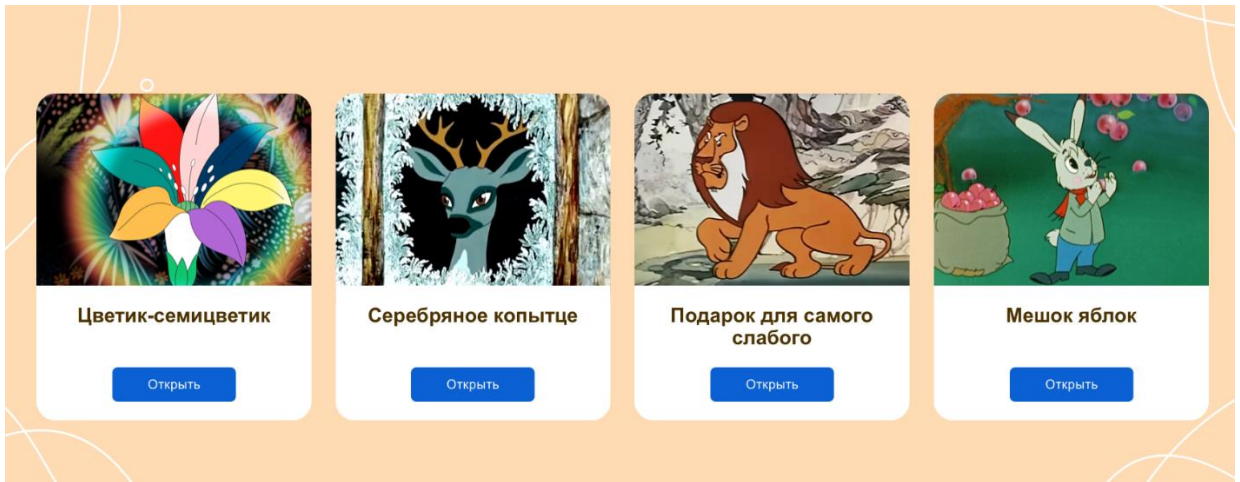 Цветик-семицветик
Открыть
Серебряное копытце
Открыть
Подарок для самого
слабого
Открыть
Мешок яблок
Открыть